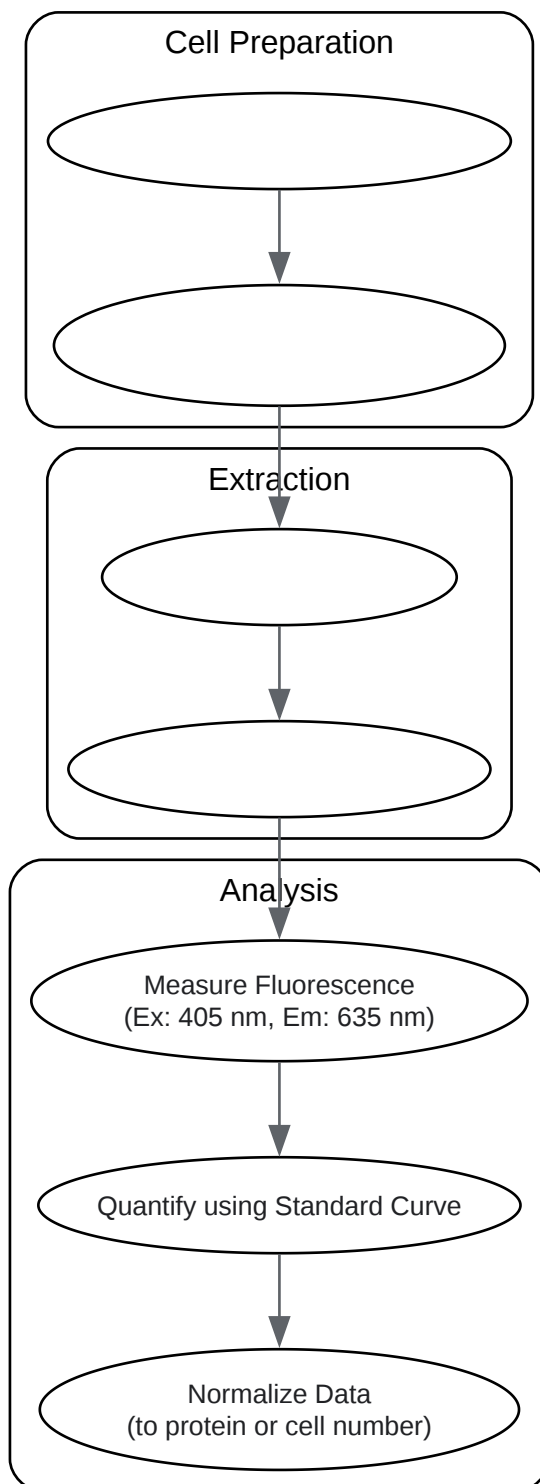 Cell Preparation
Extraction
Analysis
Measure Fluorescence
(Ex: 405 nm, Em: 635 nm)
Quantify using Standard Curve
Normalize Data
(to protein or cell number)